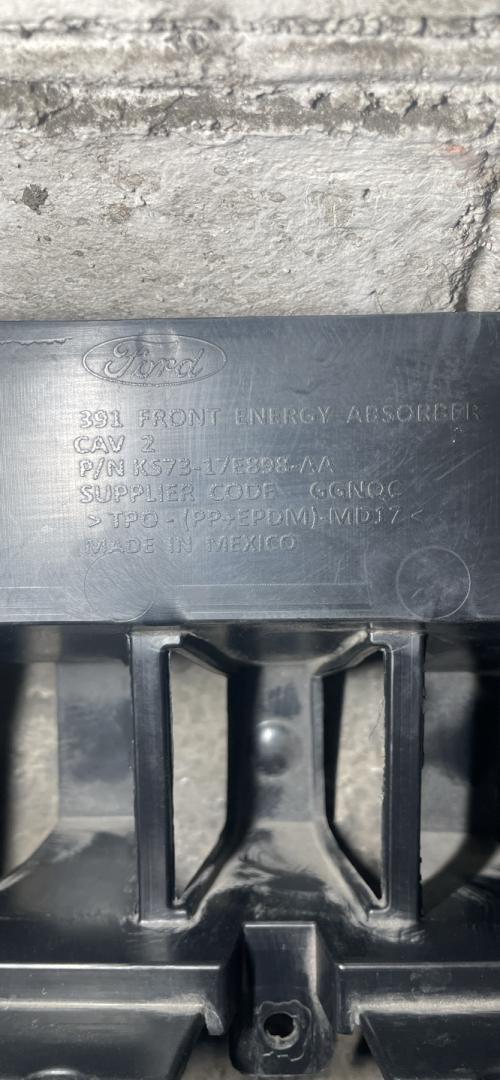 Ford
391 FRONT ENERGY ABSORBER
CAV 2
P/N KS73-17E898-AA
SUPPLIER CODE GGNQC
>TPO-(PP+EPDM)-MD17<
MADE IN MEXICO